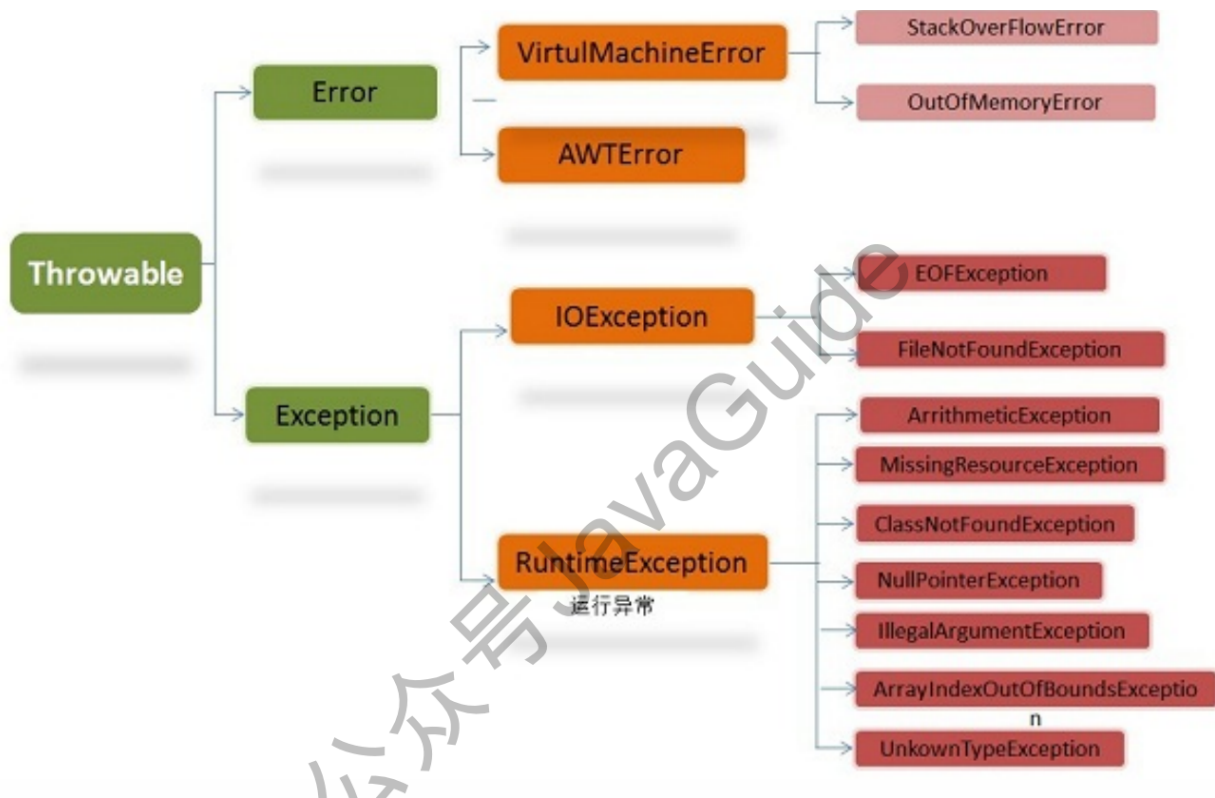 StackOverFlowError
VirtulMachineError
Error
OutOfMemoryError
AWTError
Throwable
EOFException
IOException
FileNotFoundException
Exception
ArrithmeticException
MissingResourceException
ClassNotFoundException
RuntimeException
运行异常
NullPointerException
IllegalArgumentException
ArrayIndexOutOfBoundsExceptio
n
UnkownTypeException
公众号JavaGuide